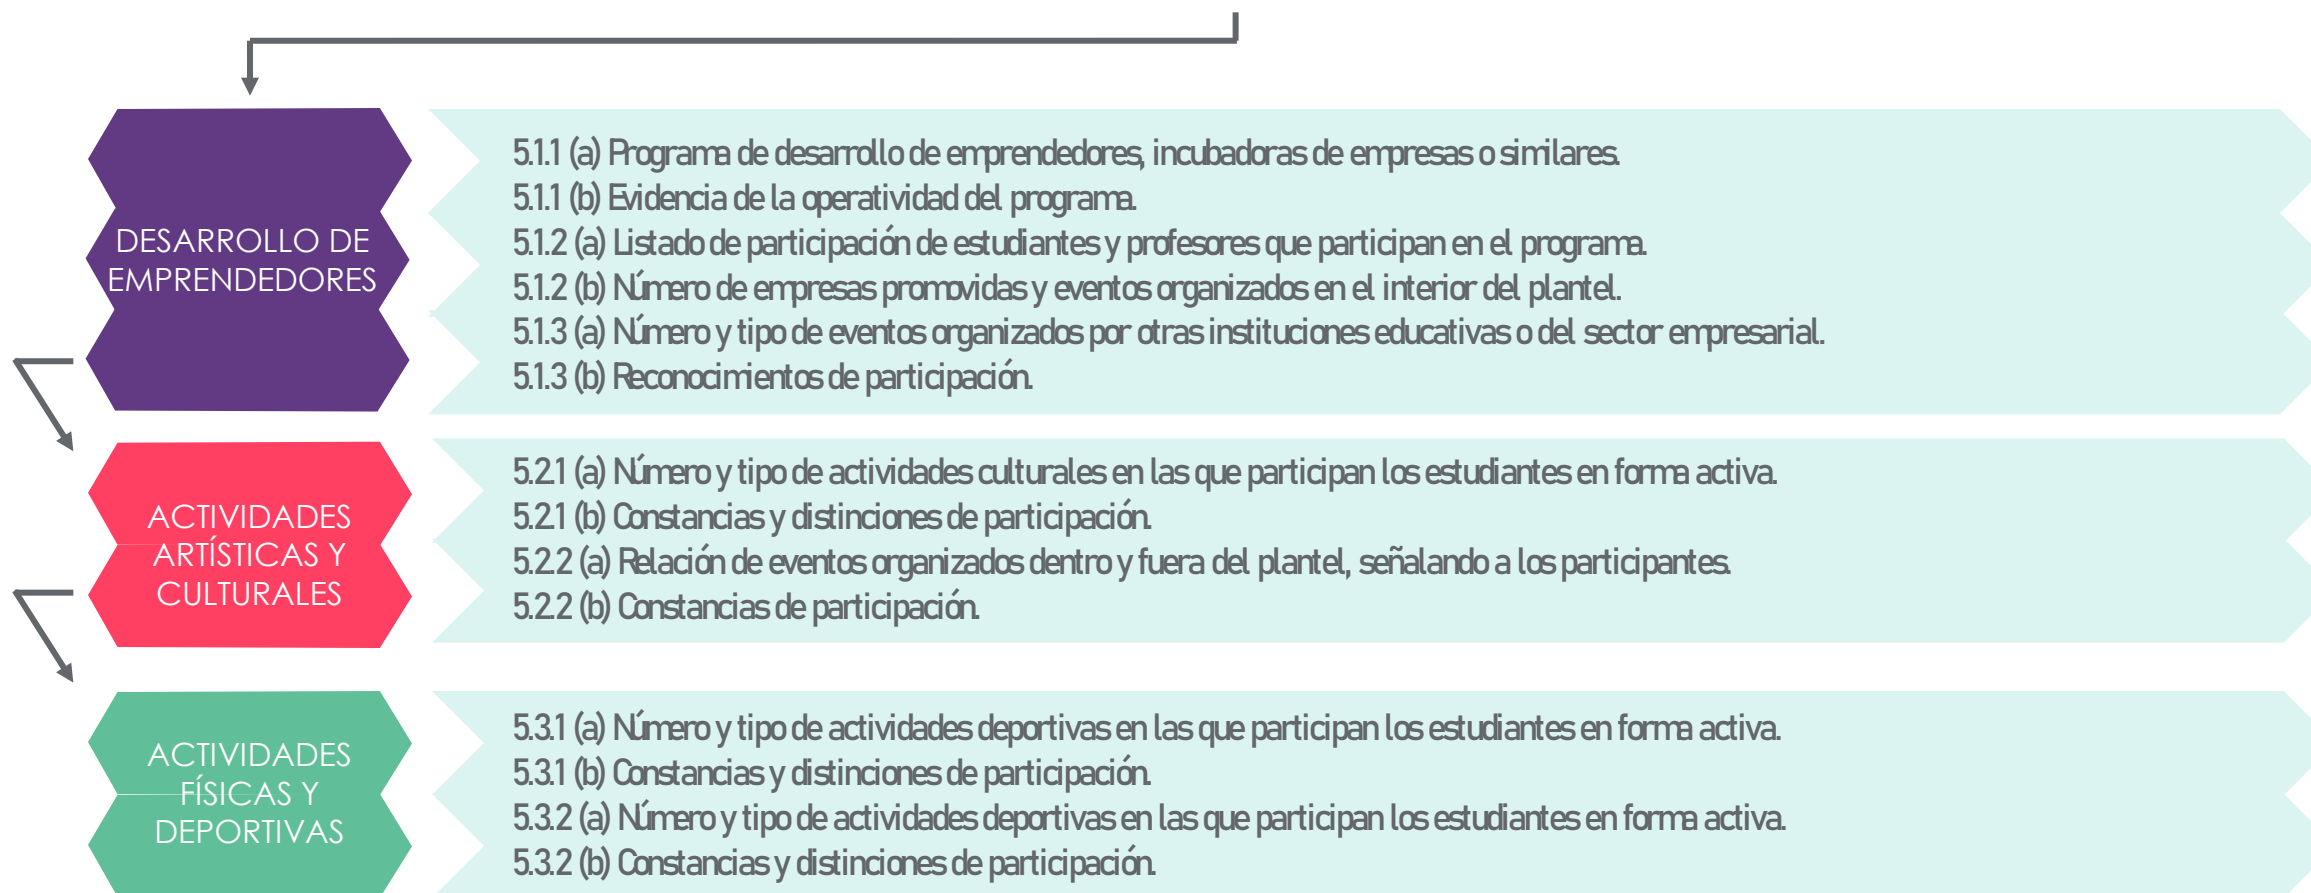 DESARROLLO DE
EMPRENDEDORES
5.1.1 (a) Programa de desarrollo de emprendedores, incubadoras de empresas o similares.
5.1.1 (b) Evidencia de la operatividad del programa.
5.1.2 (a) Listado de participación de estudiantes y profesores que participan en el programa.
5.1.2 (b) Número de empresas promovidas y eventos organizados en el interior del plantel.
5.1.3 (a) Número y tipo de eventos organizados por otras instituciones educativas o del sector empresarial.
5.1.3 (b) Reconocimientos de participación.
ACTIVIDADES
ARTÍSTICAS Y
CULTURALES
5.2.1 (a) Número y tipo de actividades culturales en las que participan los estudiantes en forma activa.
5.2.1 (b) Constancias y distinciones de participación.
5.2.2 (a) Relación de eventos organizados dentro y fuera del plantel, señalando a los participantes.
5.2.2 (b) Constancias de participación.
ACTIVIDADES
FÍSICAS Y
DEPORTIVAS
5.3.1 (a) Número y tipo de actividades deportivas en las que participan los estudiantes en forma activa.
5.3.1 (b) Constancias y distinciones de participación.
5.3.2 (a) Número y tipo de actividades deportivas en las que participan los estudiantes en forma activa.
5.3.2 (b) Constancias y distinciones de participación.